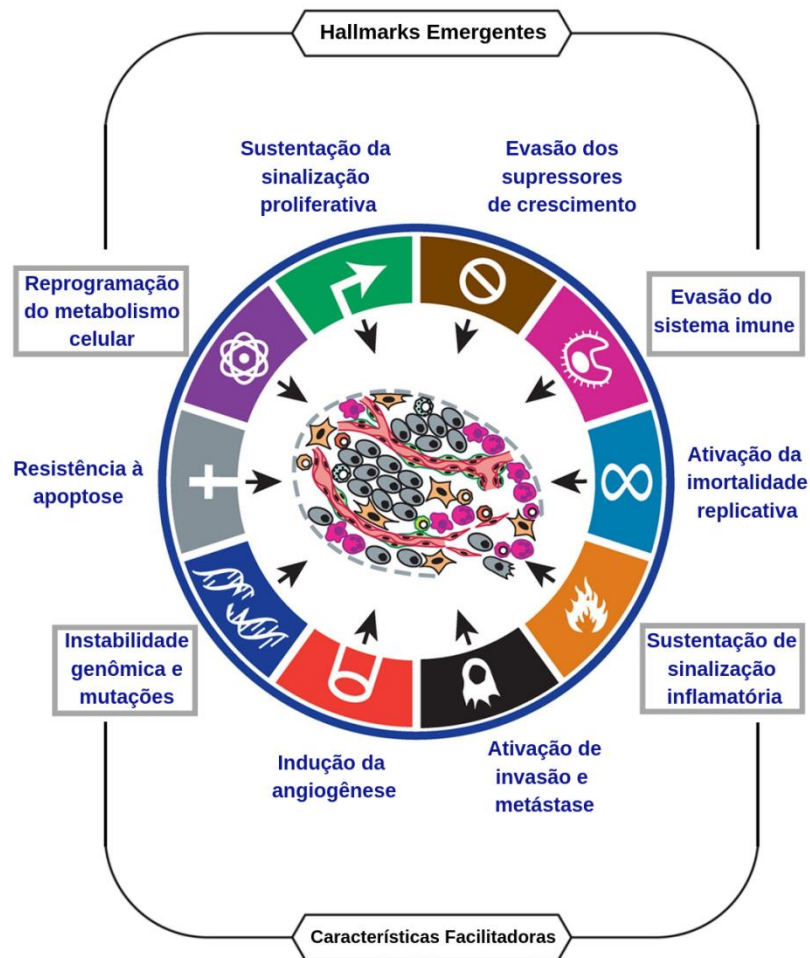 Hallmarks Emergentes
Sustentação da
sinalização
proliferativa
Evasão dos
supressores
de crescimento
Reprogramação
do metabolismo
celular
Evasão do
sistema imune
Resistência à
apoptose
Ativação da
imortalidade
replicativa
Instabilidade
genômica e
mutações
Sustentação de
sinalização
inflamatória
Indução da
angiogênese
Ativação de
invasão e
metástase
Características Facilitadoras